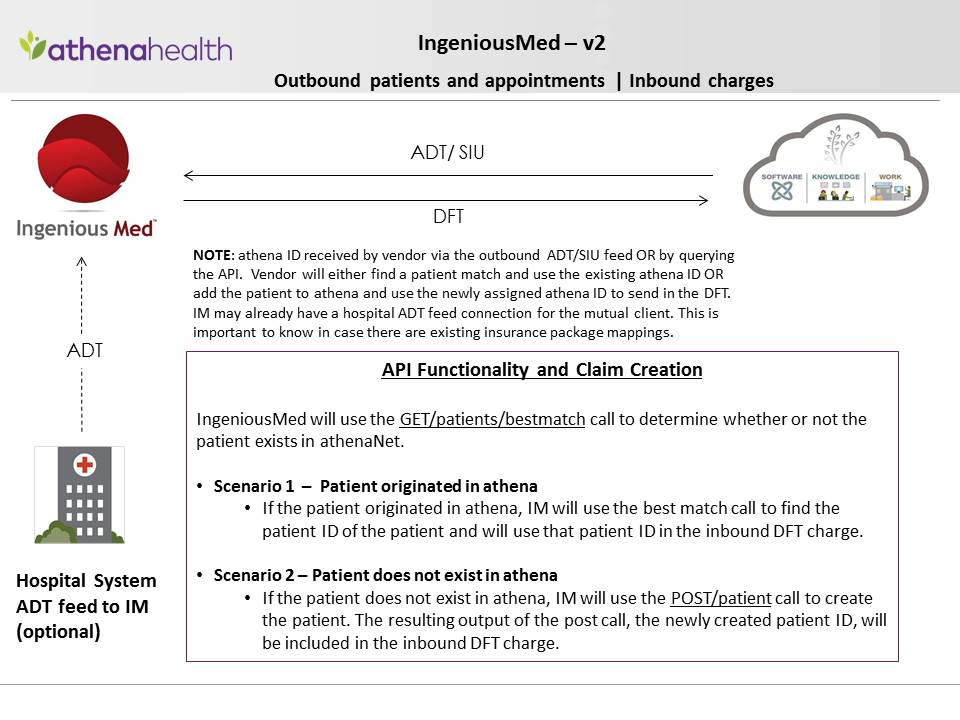 athenahealth
IngeniousMed – v2
Outbound patients and appointments | Inbound charges
ADT/ SIU
DFT
Ingenious Med™
SOFTWARE
KNOWLEDGE
WORK
NOTE: athena ID received by vendor via the outbound ADT/SIU feed OR by querying
the API. Vendor will either find a patient match and use the existing athena ID OR
add the patient to athena and use the newly assigned athena ID to send in the DFT.
IM may already have a hospital ADT feed connection for the mutual client. This is
important to know in case there are existing insurance package mappings.
ADT
Hospital System
ADT feed to IM
(optional)
API Functionality and Claim Creation
IngeniousMed will use the GET/patients/bestmatch call to determine whether or not the
patient exists in athenaNet.
• Scenario 1 – Patient originated in athena
• If the patient originated in athena, IM will use the best match call to find the
patient ID of the patient and will use that patient ID in the inbound DFT charge.
• Scenario 2 – Patient does not exist in athena
• If the patient does not exist in athena, IM will use the POST/patient call to create
the patient. The resulting output of the post call, the newly created patient ID, will
be included in the inbound DFT charge.